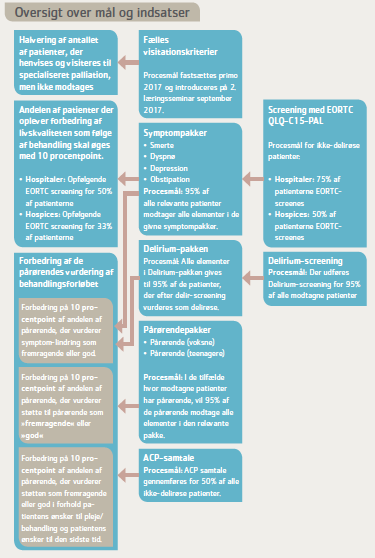 Oversigt over mål og indsatser
Halvering af antallet
af patienter, der
henvises og visiteres til
specialiseret palliation,
men ikke modtages
Andelen af patienter der
oplever forbedring af
livskvaliteten som følge
af behandling skal øges
med 10 procentpoint.
• Hospitaler: Opfølgende
EORTC screening for 50%
af patienterne
• Hospices: Opfølgende
EORTC screening for 33%
af patienterne
Forbedring af de
pårørendes vurdering af
behandlingsforløbet
Forbedring på 10 pro-
centpoint af andelen af
pårørende, der vurderer
symptom-lindring som
fremragende eller god.
Forbedring på 10 pro-
centpoint af andelen af
pårørende, der vurderer
støtte til pårørende som
»fremragende« eller
»god«
Forbedring på 10 pro-
centpoint af andelen af
pårørende, der vurderer
støtten som fremragende
eller god i forhold pa-
tientens ønsker til pleje/
behandling og patientens
ønsker til den sidste tid.
Fælles
visitationskriterier
Procesmål fastsættes primo
2017 og introduceres på 2.
læringsseminar september
2017.
Symptompakker
• Smerte
• Dyspnø
• Depression
• Obstipation
Procesmål: 95% af
alle relevante patienter
modtager alle elementer i de
givne symptompakker.
Delirium-pakken
Procesmål Alle elementer
i Delirium-pakken gives
til 95% af de patienter,
der efter delir-screening
vurderes som delirøse.
Pårørendepakker
• Pårørende (voksne)
• Pårørende (teenagere)
Procesmål: I de tilfælde
hvor modtagne patienter
har pårørende, vil 95% af
de pårørende modtage alle
elementer i den relevante
pakke.
ACP-samtale
Procesmål: ACP samtale
gennemføres for 50% af alle
ikke-delirøse patienter.
Screening med EORTC
QLQ-C15-PAL
Procesmål for ikke-delirøse
patienter:
• Hospitaler: 75% af
patienterne EORTC-
screenes
• Hospices: 50% af
patienterne EORTC-
screenes
Delirium-screening
Procesmål: Der udføres
Delirium-screening for 95%
af alle modtagne patienter